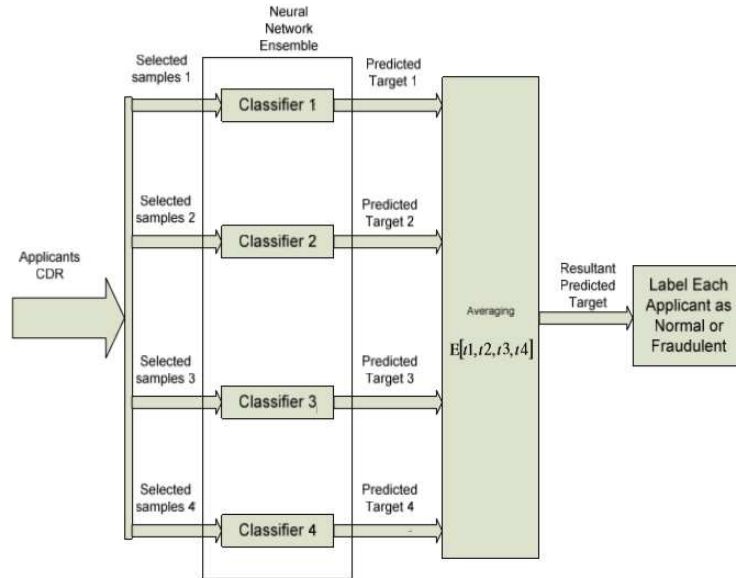 Neural
Network
Ensemble
Selected
samples 1
Classifier 1
Predicted
Target 1
Selected
samples 2
Classifier 2
Predicted
Target 2
Applicants
CDR
Selected
samples 3
Classifier 3
Predicted
Target 3
Selected
samples 4
Classifier 4
Predicted
Target 4
Averaging
E[t1,t2,t3,t4]
Resultant
Predicted
Target
Label Each
Applicant as
Normal or
Fraudulent